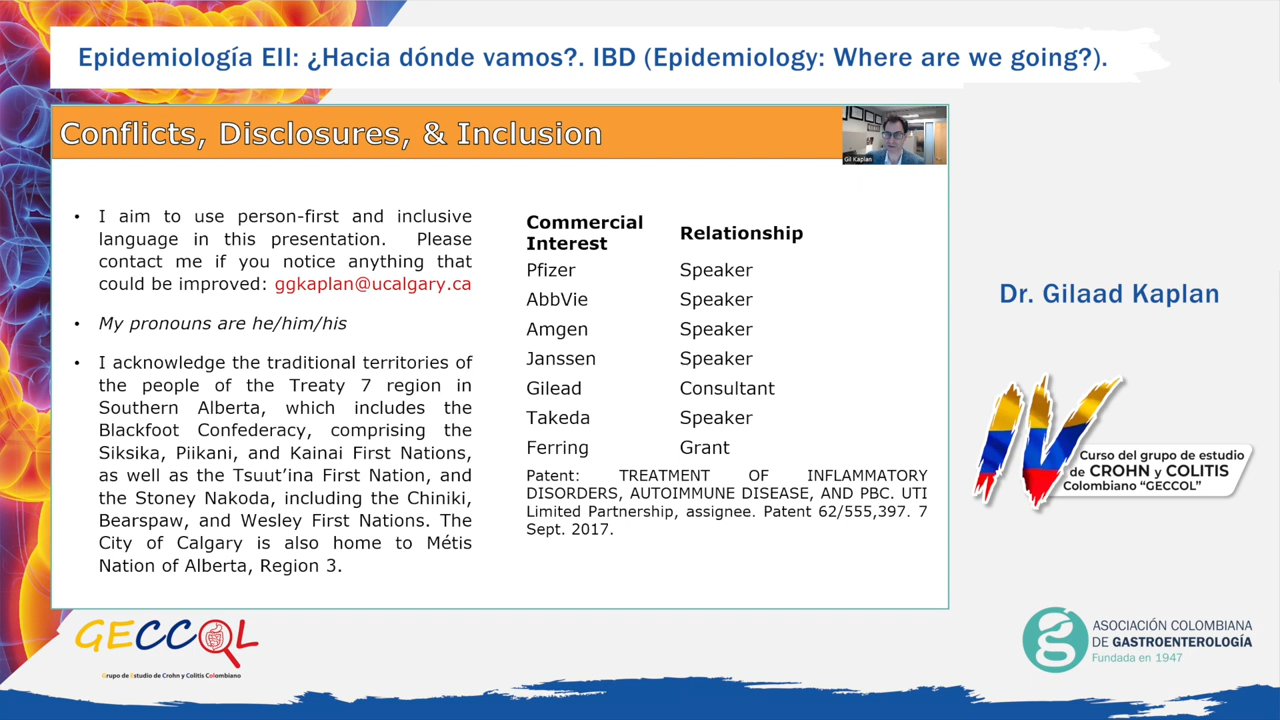 Epidemiología EII: ¿Hacia dónde vamos?. IBD (Epidemiology: Where are we going?).
Conflicts, Disclosures, & Inclusion
Gil Kaplan
• I aim to use person-first and inclusive
language in this presentation. Please
contact me if you notice anything that
could be improved: ggkaplan@ucalgary.ca
• My pronouns are he/him/his
• I acknowledge the traditional territories of
the people of the Treaty 7 region in
Southern Alberta, which includes the
Blackfoot Confederacy, comprising the
Siksika, Piikani, and Kainai First Nations,
as well as the Tsuut’ina First Nation, and
the Stoney Nakoda, including the Chiniki,
Bearspaw, and Wesley First Nations. The
City of Calgary is also home to Métis
Nation of Alberta, Region 3.
Commercial
Interest
Relationship
Pfizer Speaker
AbbVie Speaker
Amgen Speaker
Janssen Speaker
Gilead Consultant
Takeda Speaker
Ferring Grant
Patent: TREATMENT OF INFLAMMATORY
DISORDERS, AUTOIMMUNE DISEASE, AND PBC. UTI
Limited Partnership, assignee. Patent 62/555,397. 7
Sept. 2017.
Dr. Gilaad Kaplan
IV
Curso del grupo de estudio
de CROHN y COLITIS
Colombiano “GECCOL”
GECCOL
Grupo de Estudio de Crohn y Colitis Colombiano
ASOCIACIÓN COLOMBIANA
DE GASTROENTEROLOGÍA
Fundada en 1947